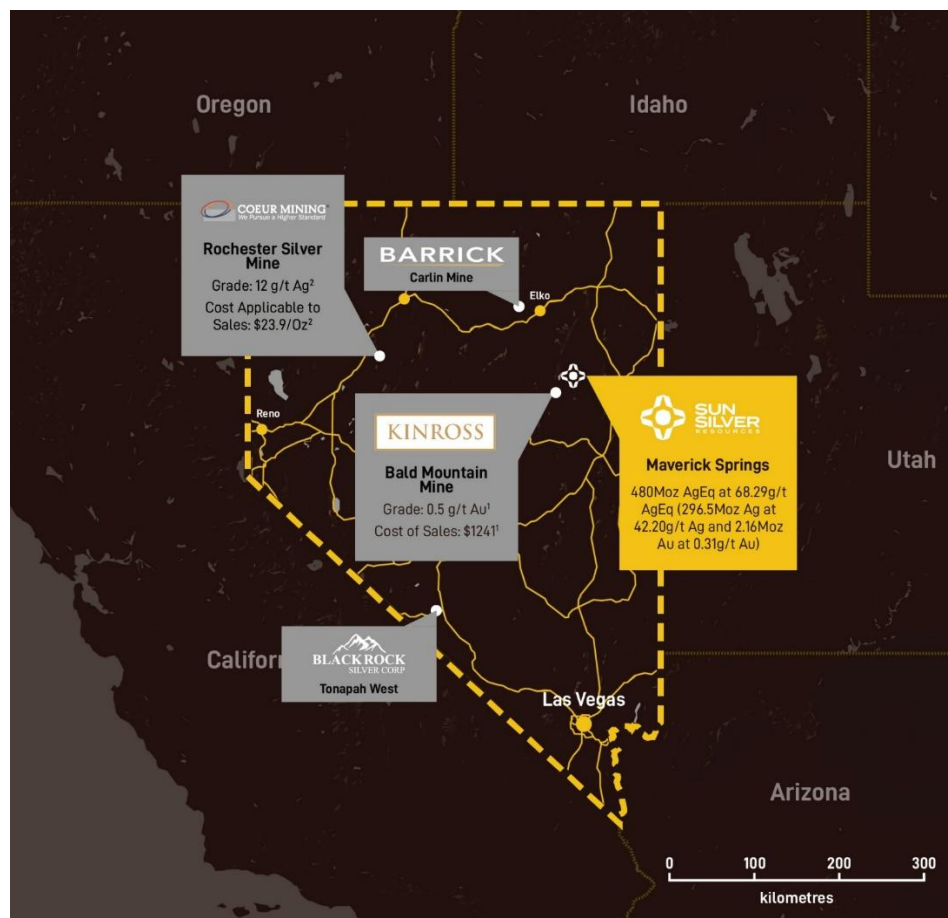 Oregon
Idaho
COEUR MINING
We Pursue a Higher Standard
Rochester Silver
Mine
Grade: 12 g/t Ag²
Cost Applicable to
Sales: $23.9/Oz²
BARRICK
Carlin Mine
Elko
Reno
KINROSS
Bald Mountain
Mine
Grade: 0.5 g/t Au¹
Cost of Sales: $1241¹
SUN
SILVER
RESOURCES
Maverick Springs
480Moz AgEq at 68.29g/t
AgEq (296.5Moz Ag at
42.20g/t Ag and 2.16Moz
Au at 0.31g/t Au)
Utah
Califor
BLACKROCK
SILVER CORP
Tonapah West
Las Vegas
Arizona
0 100 200 300
kilometres